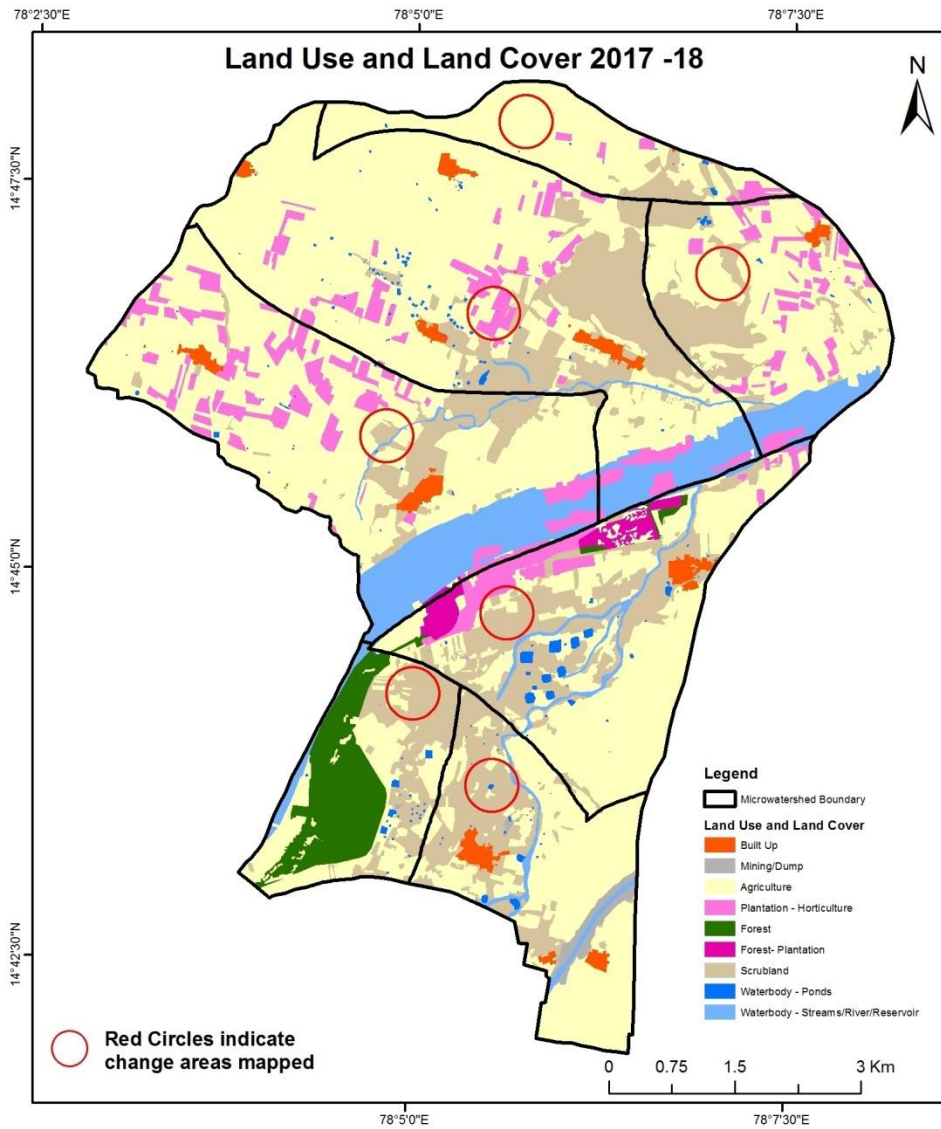 78°2'30"E
78°5'0"E
78°7'30"E
Land Use and Land Cover 2017 -18
N
14°47'30"N
14°45'0"N
14°42'30"N
Legend
Microwatershed Boundary
Land Use and Land Cover
Built Up
Mining/Dump
Agriculture
Plantation - Horticulture
Forest
Forest- Plantation
Scrubland
Waterbody - Ponds
Waterbody - Streams/River/Reservoir
Red Circles indicate
change areas mapped
0 0.75 1.5 3 Km
78°5'0"E
78°7'30"E